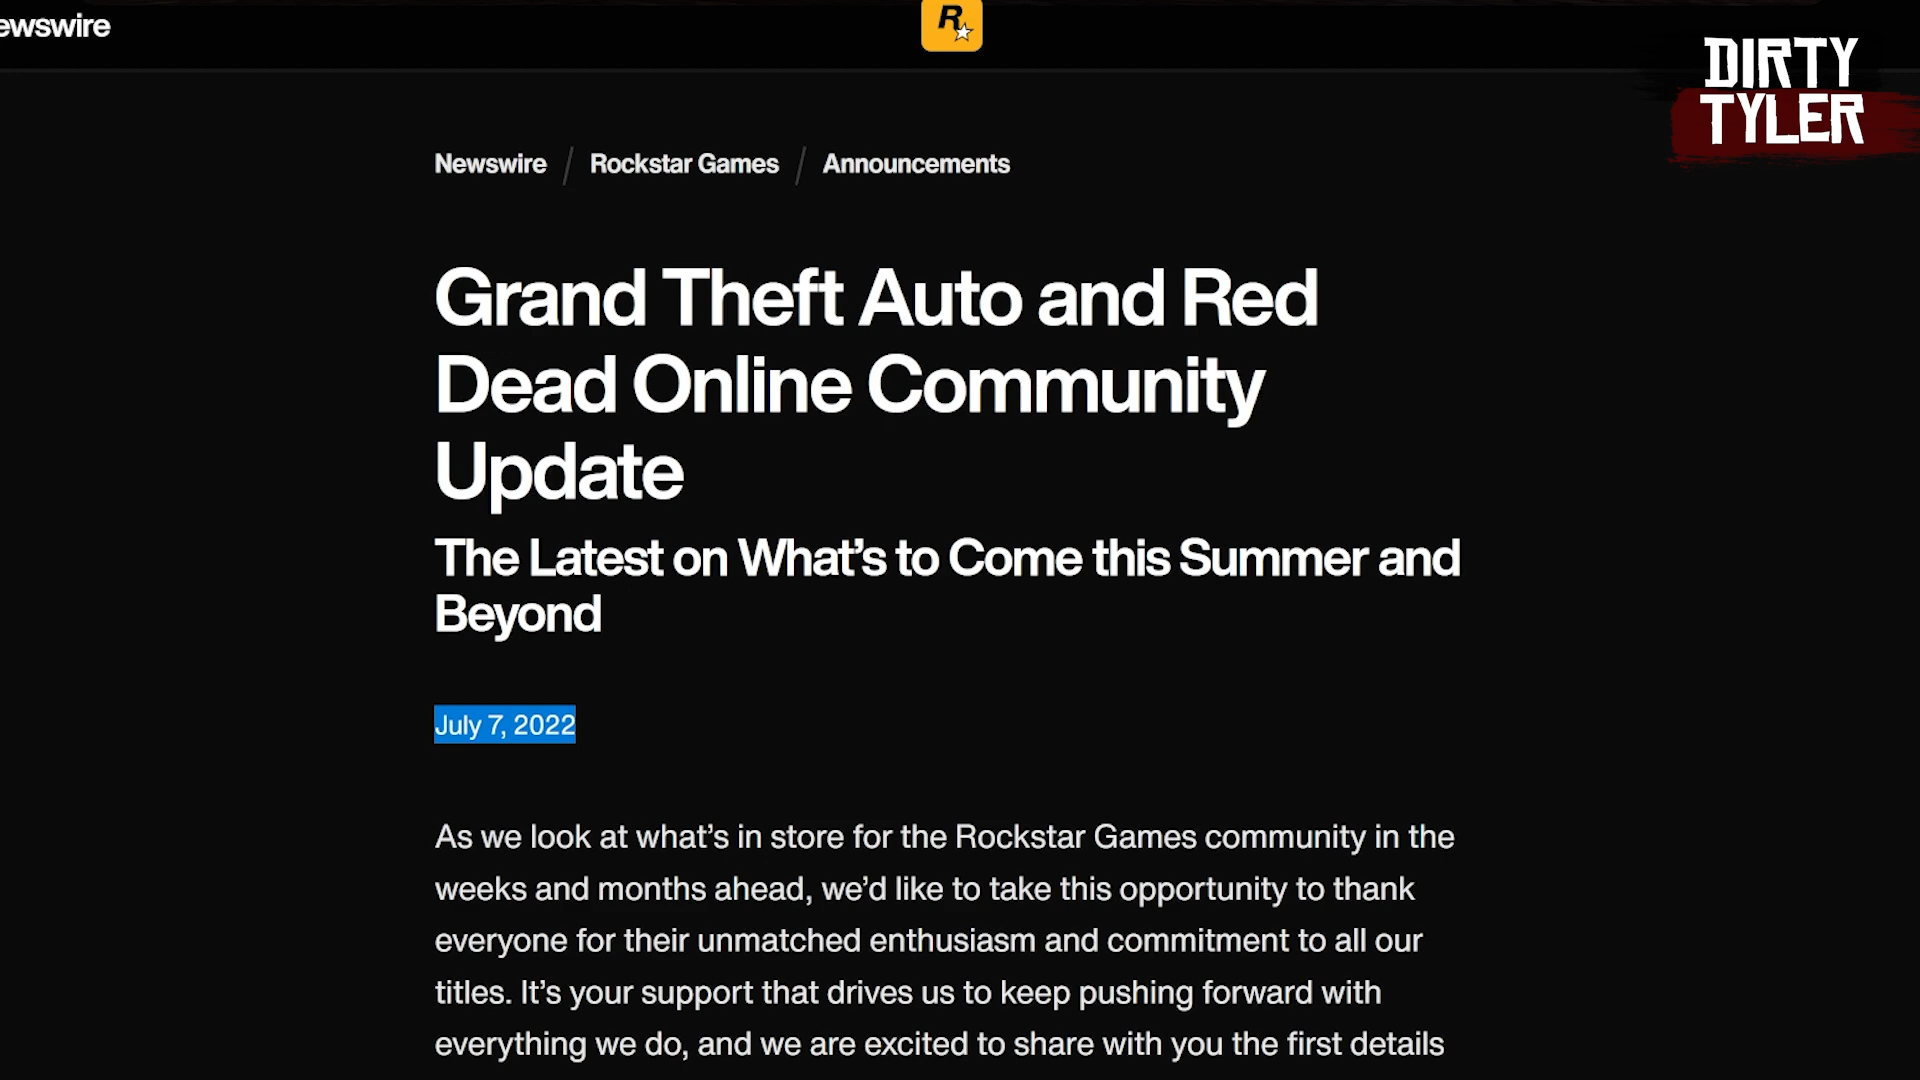 ewswire
R
DIRTY
TYLER
Newswire / Rockstar Games / Announcements
Grand Theft Auto and Red
Dead Online Community
Update
The Latest on What’s to Come this Summer and
Beyond
July 7, 2022
As we look at what’s in store for the Rockstar Games community in the
weeks and months ahead, we’d like to take this opportunity to thank
everyone for their unmatched enthusiasm and commitment to all our
titles. It’s your support that drives us to keep pushing forward with
everything we do, and we are excited to share with you the first details